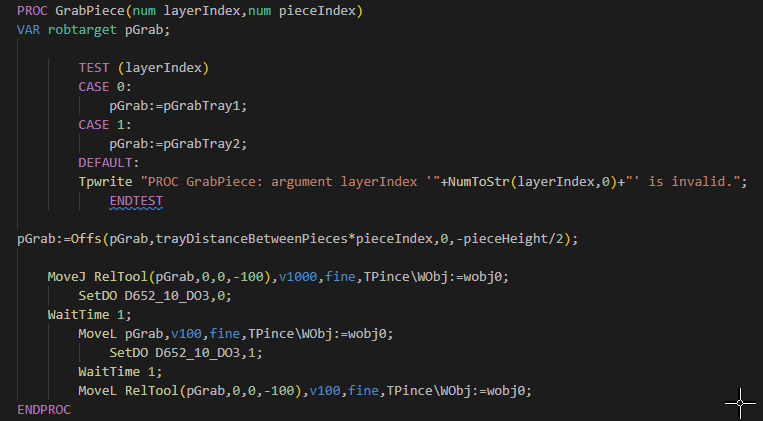 PROC GrabPiece(num layerIndex,num pieceIndex)
VAR robtarget pGrab;
TEST (layerIndex)
CASE 0:
pGrab:=pGrabTray1;
CASE 1:
pGrab:=pGrabTray2;
DEFAULT:
Tpwrite "PROC GrabPiece: argument layerIndex '"+NumToStr(layerIndex,0)+"' is invalid.";
ENDTEST
pGrab:=Offs(pGrab,trayDistanceBetweenPieces*pieceIndex,0,-pieceHeight/2);
MoveJ RelTool(pGrab,0,0,-100),v1000,fine,TPince\WObj:=wobj0;
SetDO D652_10_DO3,0;
WaitTime 1;
MoveL pGrab,v100,fine,TPince\WObj:=wobj0;
SetDO D652_10_DO3,1;
WaitTime 1;
MoveL RelTool(pGrab,0,0,-100),v100,fine,TPince\WObj:=wobj0;
ENDPROC